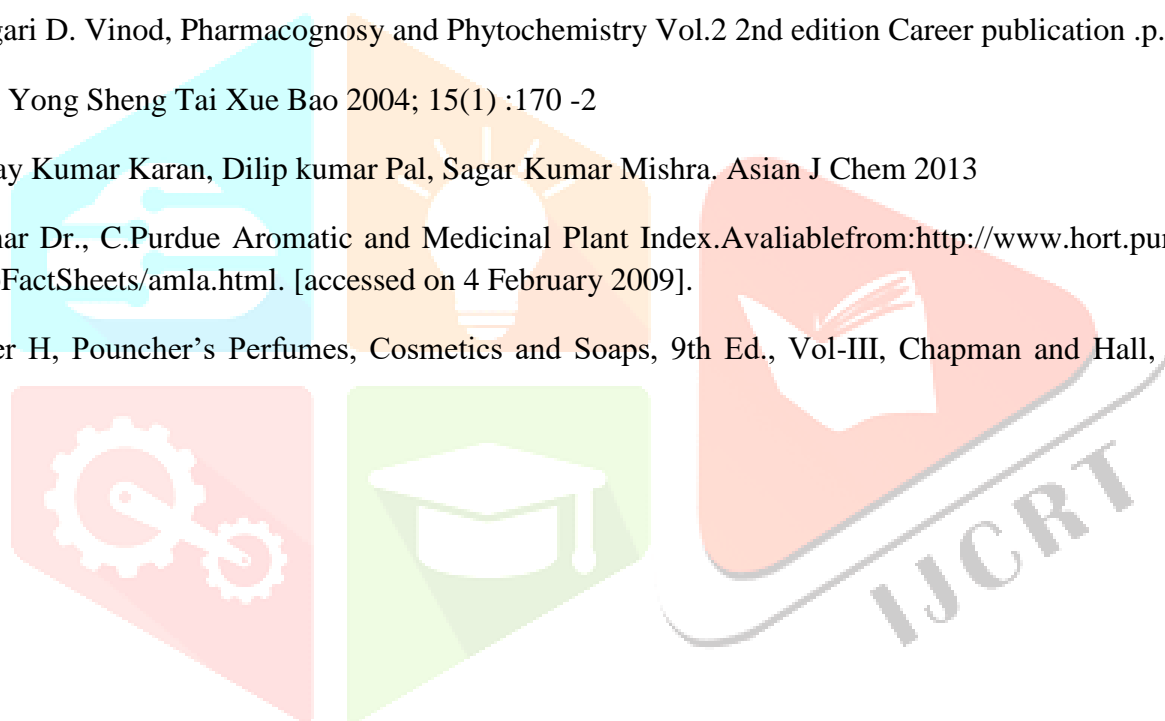 gari D. Vinod, Pharmacognosy and Phytochemistry Vol.2 2nd edition Career publication .p.
Yong Sheng Tai Xue Bao 2004; 15(1) :170 -2
ay Kumar Karan, Dilip kumar Pal, Sagar Kumar Mishra. Asian J Chem 2013
nar Dr., C.Purdue Aromatic and Medicinal Plant Index.Avaliablefrom:http://www.hort.pu
FactSheets/amla.html. [accessed on 4 February 2009].
er H, Pouncher’s Perfumes, Cosmetics and Soaps, 9th Ed., Vol-III, Chapman and Hall,
IJCRT